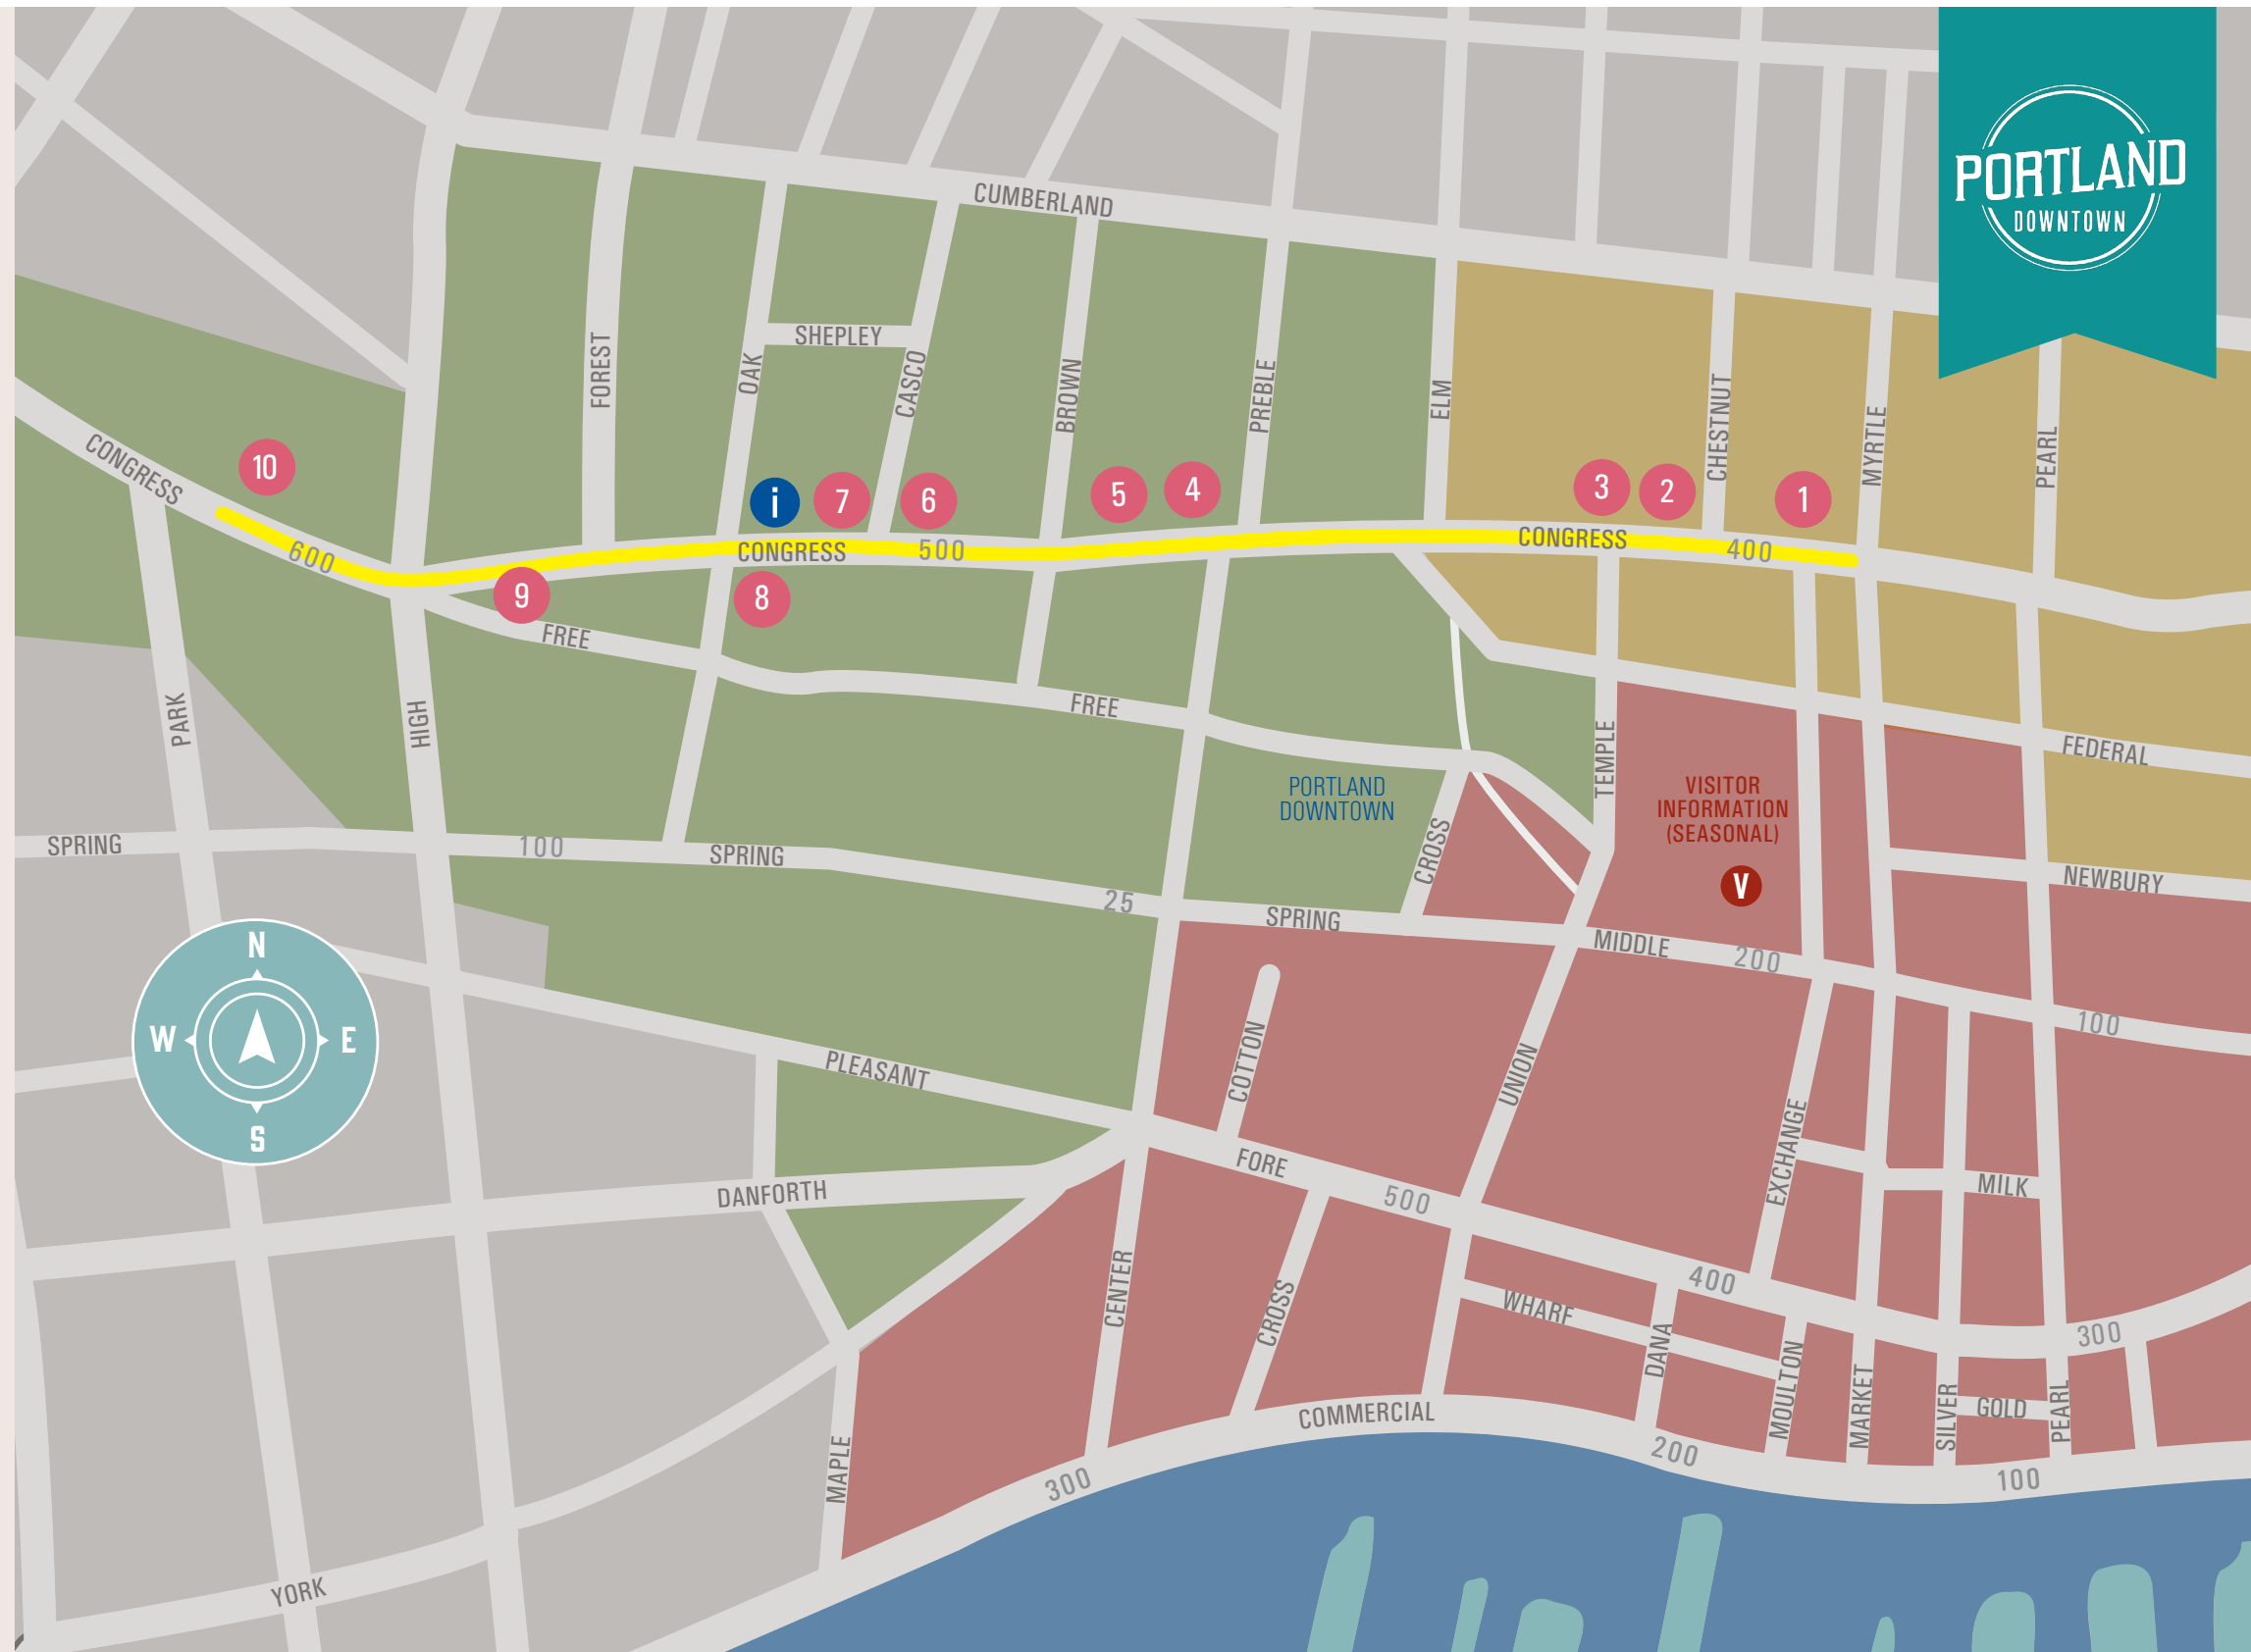 PORTLAND
DOWNTOWN
CUMBERLAND
SHEPLEY
FOREST
OAK
CASCO
BROWN
PREBLE
ELM
CHESTNUT
MYRTLE
PEARL
CONGRESS
10
i
7
6
5
4
3
2
1
600
CONGRESS
500
CONGRESS
400
9
8
FREE
FREE
PARK
HIGH
TEMPLE
FEDERAL
PORTLAND
DOWNTOWN
VISITOR
INFORMATION
(SEASONAL)
V
SPRING
100
SPRING
25
CROSS
SPRING
MIDDLE
200
NEWBURY
100
N
W
E
S
PLEASANT
COTTON
UNION
EXCHANGE
FORE
500
MILK
DANFORTH
CENTER
CROSS
400
WHARF
DANA
MOULTON
MARKET
SILVER
GOLD
PEARL
300
COMMERCIAL
MAPLE
300
200
100
YORK